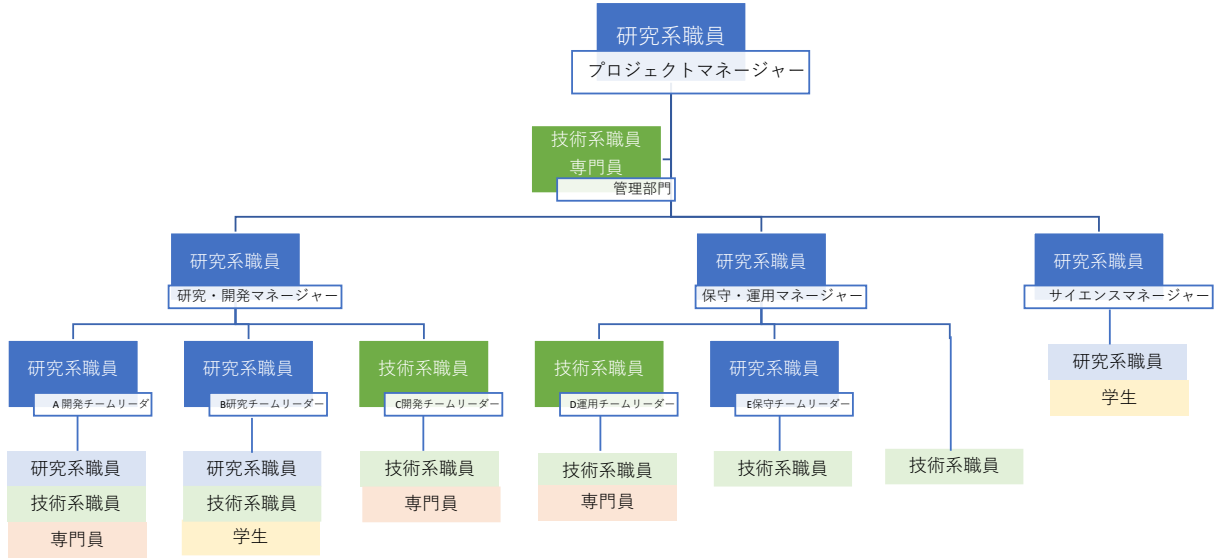 研究系職員
プロジェクトマネージャー
技術系職員
専門員
管理部門
研究系職員
研究・開発マネージャー
研究系職員
保守・運用マネージャー
研究系職員
サイエンスマネージャー
研究系職員
A 開発チームリーダ
研究系職員
B研究チームリーダー
技術系職員
C開発チームリーダー
技術系職員
D運用チームリーダー
研究系職員
E保守チームリーダー
研究系職員
学生
研究系職員
技術系職員
専門員
研究系職員
技術系職員
学生
技術系職員
専門員
技術系職員
専門員
技術系職員
技術系職員